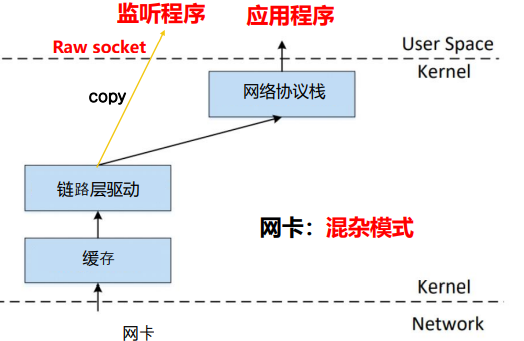 监听程序
应用程序
Raw socket
User Space
Kernel
copy
网络协议栈
链路层驱动
网卡：混杂模式
缓存
Kernel
网卡
Network